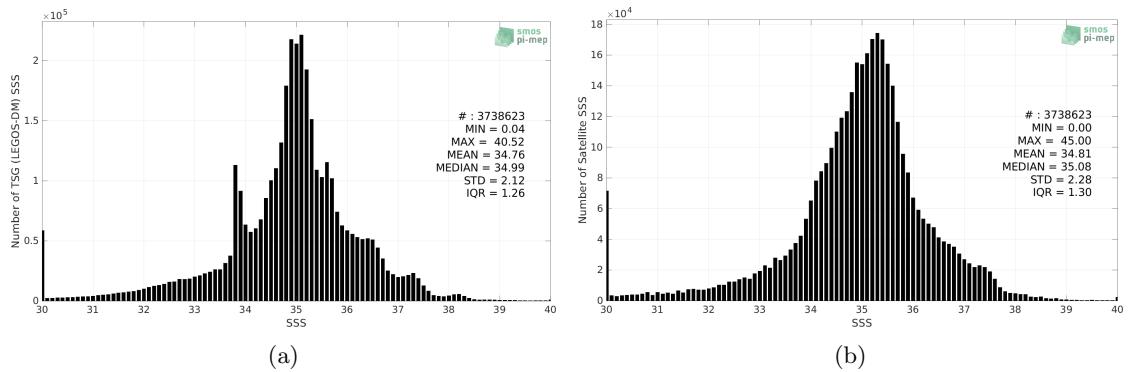 ×10⁵
smos
pi-mep
Number of TSG (LEGOS-DM) SSS
2
1.5
1
0.5
0
# : 3738623
MIN = 0.04
MAX = 40.52
MEAN = 34.76
MEDIAN = 34.99
STD = 2.12
IQR = 1.26
30 31 32 33 34 35 36 37 38 39 40
SSS
(a)
×10⁴
smos
pi-mep
Number of Satellite SSS
18
16
14
12
10
8
6
4
2
0
# : 3738623
MIN = 0.00
MAX = 45.00
MEAN = 34.81
MEDIAN = 35.08
STD = 2.28
IQR = 1.30
30 31 32 33 34 35 36 37 38 39 40
SSS
(b)